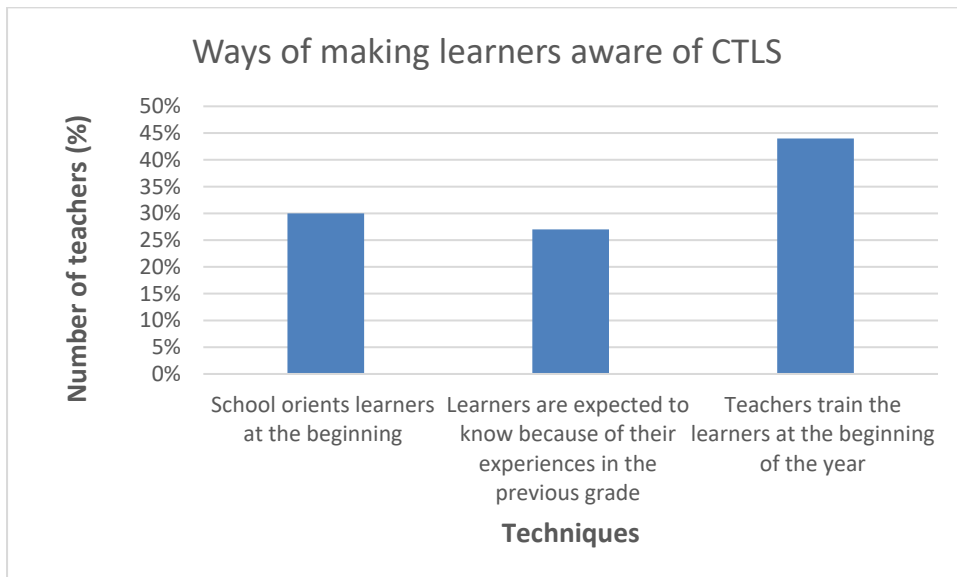 Ways of making learners aware of CTLS
Number of teachers (%)
50%
45%
40%
35%
30%
25%
20%
15%
10%
5%
0%
School orients learners
at the beginning
Learners are expected to
know because of their
experiences in the
previous grade
Teachers train the
learners at the beginning
of the year
Techniques